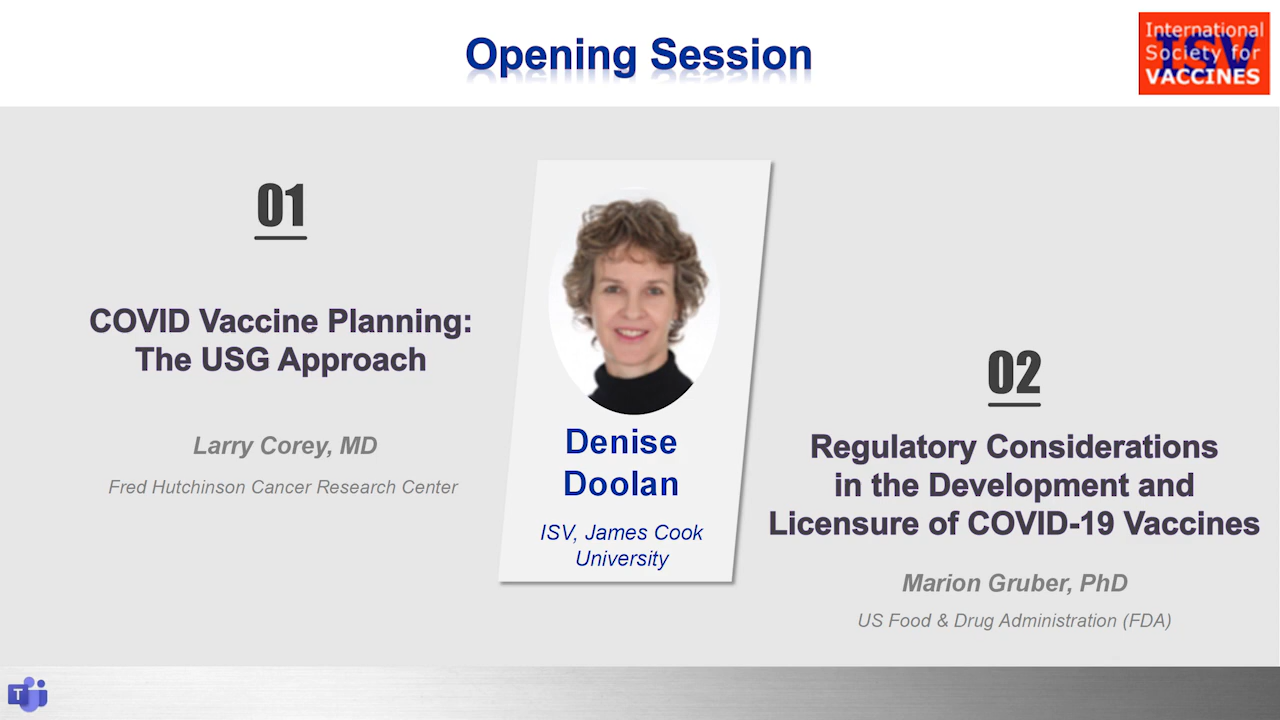 Opening Session
International
Society for
VACCINES
ISV
01
COVID Vaccine Planning:
The USG Approach
Larry Corey, MD
Fred Hutchinson Cancer Research Center
Denise
Doolan
ISV, James Cook
University
02
Regulatory Considerations
in the Development and
Licensure of COVID-19 Vaccines
Marion Gruber, PhD
US Food & Drug Administration (FDA)
T